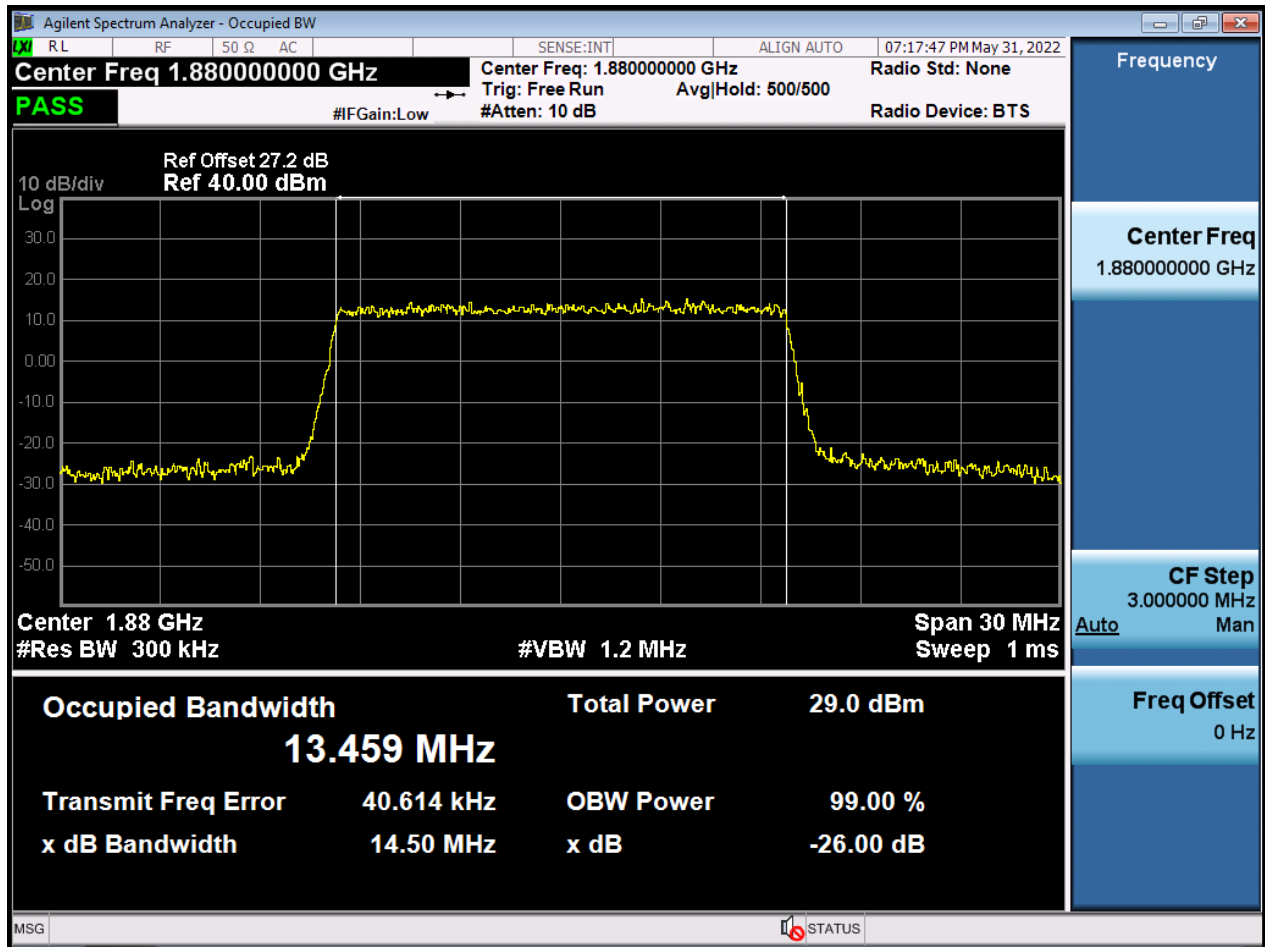 Agilent Spectrum Analyzer - Occupied BW
LXI RL RF 50 Ω AC SENSE:INT ALIGN AUTO 07:17:47 PM May 31, 2022
Center Freq 1.880000000 GHz
Center Freq: 1.880000000 GHz
Radio Std: None
Trig: Free Run Avg|Hold: 500/500
PASS
#IFGain:Low
#Atten: 10 dB
Radio Device: BTS
Ref Offset 27.2 dB
10 dB/div Ref 40.00 dBm
Log
30.0
20.0
10.0
0.00
-10.0
-20.0
-30.0
-40.0
-50.0
Center 1.88 GHz Span 30 MHz
#Res BW 300 kHz #VBW 1.2 MHz Sweep 1 ms
Occupied Bandwidth Total Power 29.0 dBm
13.459 MHz
Transmit Freq Error 40.614 kHz OBW Power 99.00 %
x dB Bandwidth 14.50 MHz x dB -26.00 dB
Frequency
Center Freq
1.880000000 GHz
CF Step
3.000000 MHz
Auto Man
Freq Offset
0 Hz
MSG STATUS